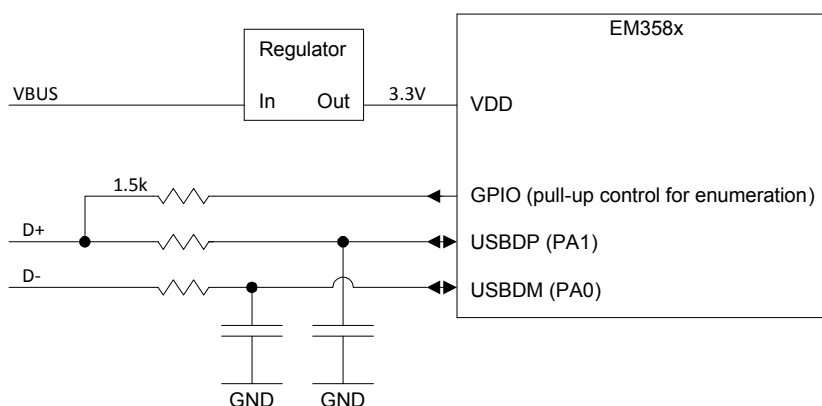 EM358x
Regulator
VBUS
In
Out
3.3V
VDD
1.5k
GPIO (pull-up control for enumeration)
D+
USBDP (PA1)
D-
USBDM (PA0)
GND
GND